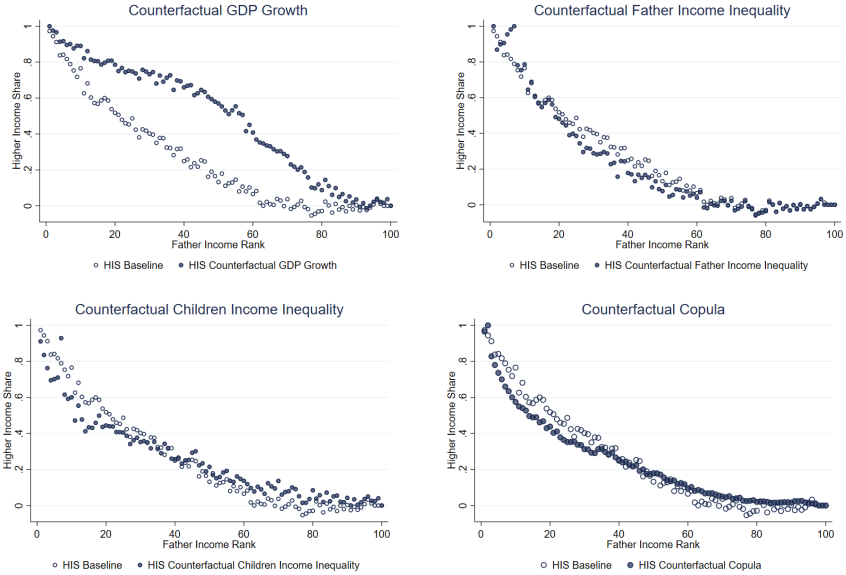 Counterfactual GDP Growth
Higher Income Share
1
.8
.6
.4
.2
0
0 20 40 60 80 100
Father Income Rank
HIS Baseline HIS Counterfactual GDP Growth
Counterfactual Father Income Inequality
Higher Income Share
1
.8
.6
.4
.2
0
0 20 40 60 80 100
Father Income Rank
HIS Baseline HIS Counterfactual Father Income Inequality
Counterfactual Children Income Inequality
Higher Income Share
1
.8
.6
.4
.2
0
0 20 40 60 80 100
Father Income Rank
HIS Baseline HIS Counterfactual Children Income Inequality
Counterfactual Copula
Higher Income Share
1
.8
.6
.4
.2
0
0 20 40 60 80 100
Father Income Rank
HIS Baseline HIS Counterfactual Copula